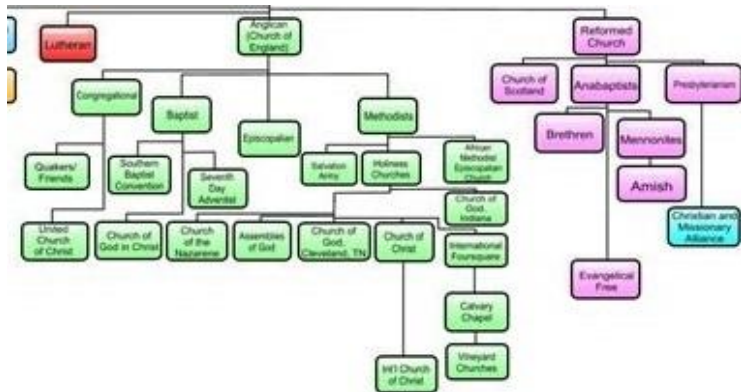 Lutheran
Anglican
(Church of
England)
Reformed
Church
Congregational
Baptist
Episcopalian
Methodists
Church of
Scotland
Anabaptists
Presbyterianism
Brethren
Mennonites
Quakers/
Friends
Southern
Baptist
Convention
Seventh
Day
Adventist
Salvation
Army
Holiness
Churches
African
Methodist
Episcopalian
Church
Amish
Church of
God, Indiana
United
Church
of Christ
Church of
God in Christ
Church
of the
Nazarene
Assemblies
of God
Church of
God,
Cleveland, TN
Church of
Christ
International
Foursquare
Christian and
Missionary
Alliance
Evangelical
Free
Calvary
Chapel
Int'l Church
of Christ
Vineyard
Churches